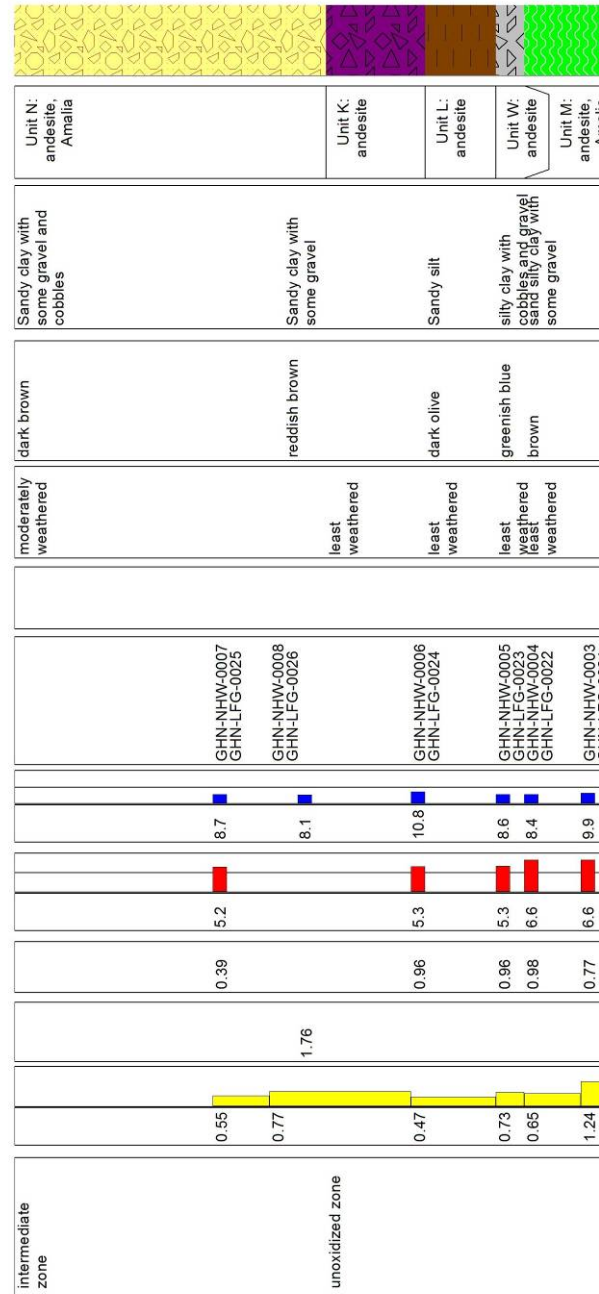 intermediate
zone
unoxidized zone
0.55
0.77
0.47
0.73
0.65
1.24
1.76
0.39
0.96
0.96
0.98
0.77
5.2
5.3
5.3
6.6
6.6
8.7
8.1
10.8
8.6
8.4
9.9
GHN-NHW-0007
GHN-LFG-0025
GHN-NHW-0008
GHN-LFG-0026
GHN-NHW-0006
GHN-LFG-0024
GHN-NHW-0005
GHN-LFG-0023
GHN-NHW-0004
GHN-LFG-0022
GHN-NHW-0003
moderately
weathered
least
weathered
least
weathered
least
weathered
least
weathered
dark brown
reddish brown
dark olive
greenish blue
brown
Sandy clay with
some gravel and
cobbles
Sandy clay with
some gravel
Sandy silt
silty clay with
cobbles and gravel
sand silty clay with
some gravel
Unit N:
andesite,
Amalia
Unit K:
andesite
Unit L:
andesite
Unit W:
andesite
Unit M:
andesite,